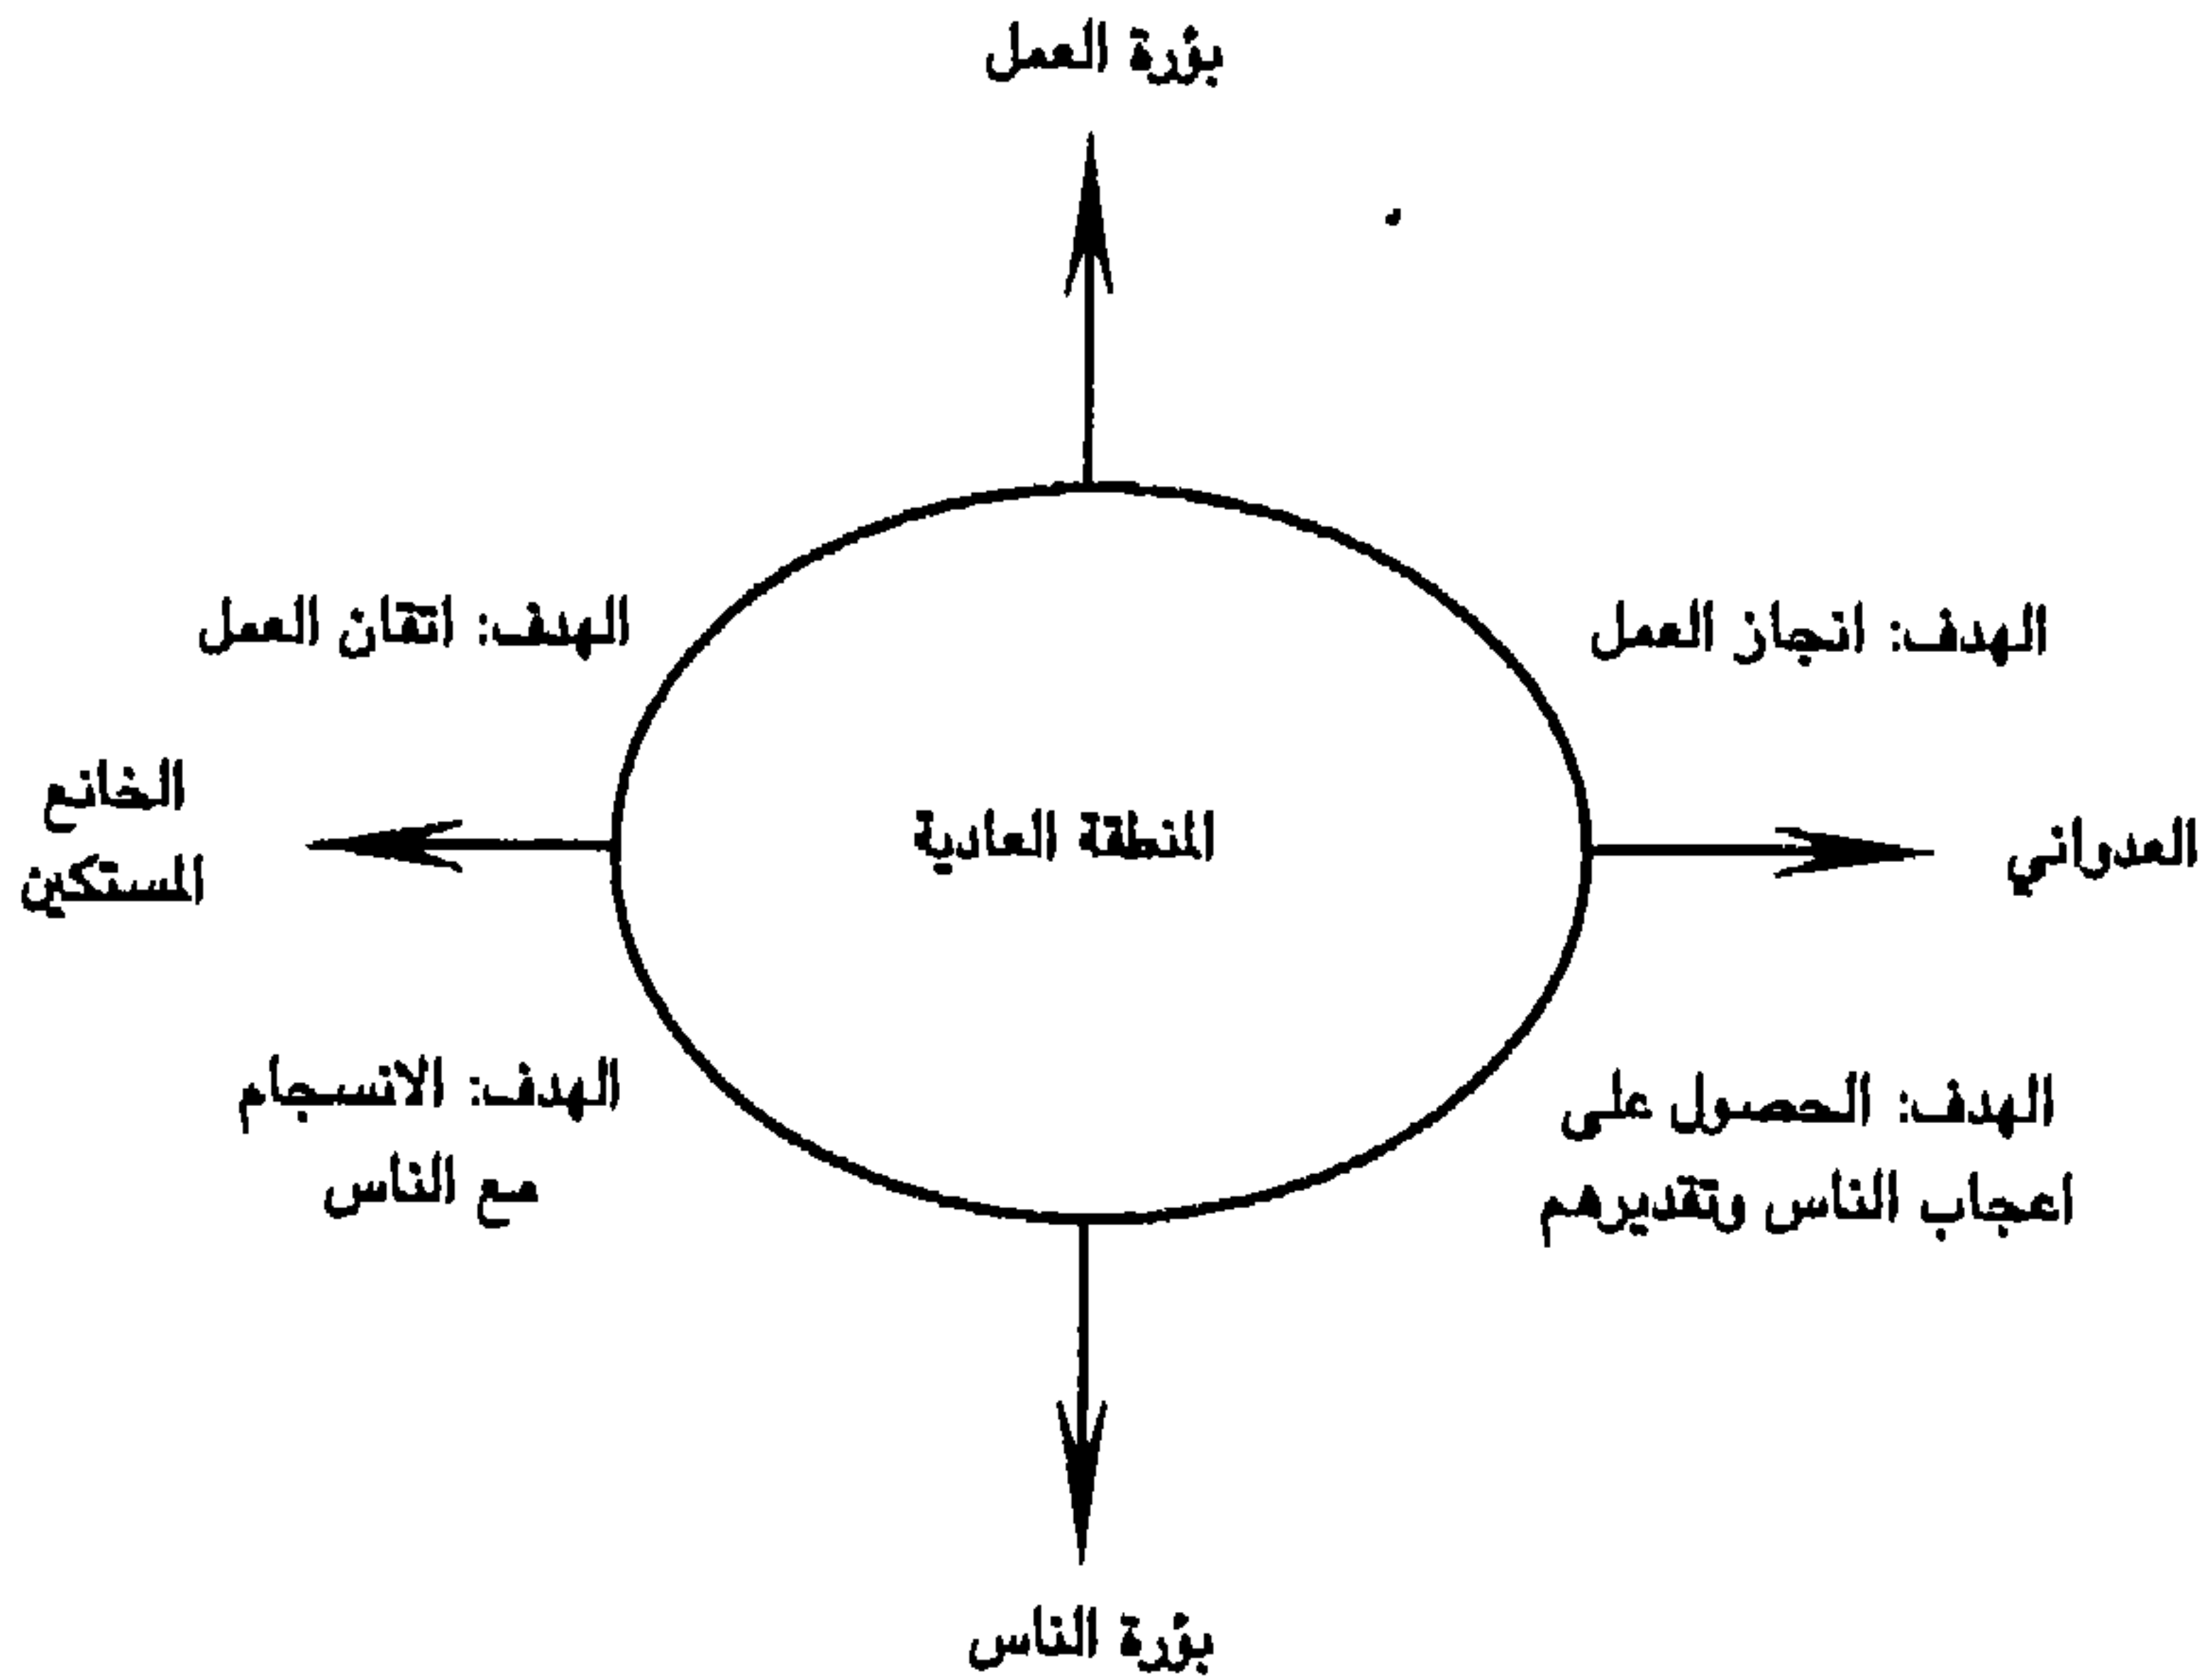 بؤرة العمل
الهدف: انجاز العمل
الهدف: اتقان العمل
العدواني
المنطقة العادية
الخانع
المستكين
الهدف: الحصول على
اعجاب الناس وتقديرهم
الهدف: الانسجام
مع الناس
بؤرة الناس